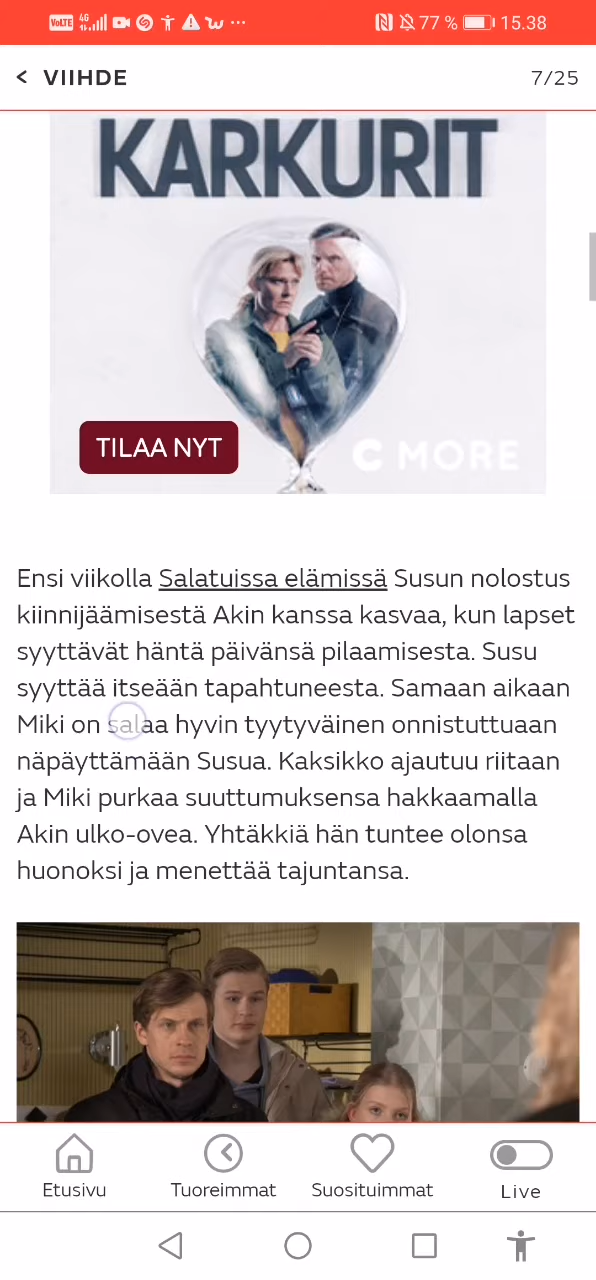 VoLTE 4G 77 % 15.38
< VIIHDE 7/25
KARKURIT
TILAA NYT
C MORE
Ensi viikolla Salatuissa elämissä Susun nolostus
kiinnijäämisestä Akin kanssa kasvaa, kun lapset
syyttävät häntä päivänsä pilaamisesta. Susu
syyttää itseään tapahtuneesta. Samaan aikaan
Miki on salaa hyvin tyytyväinen onnistuttuaan
näpäyttämään Susua. Kaksikko ajautuu riitaan
ja Miki purkaa suuttumuksensa hakkaamalla
Akin ulko-ovea. Yhtäkkiä hän tuntee olonsa
huonoksi ja menettää tajuntansa.
Etusivu Tuoreimmat Suosituimmat Live